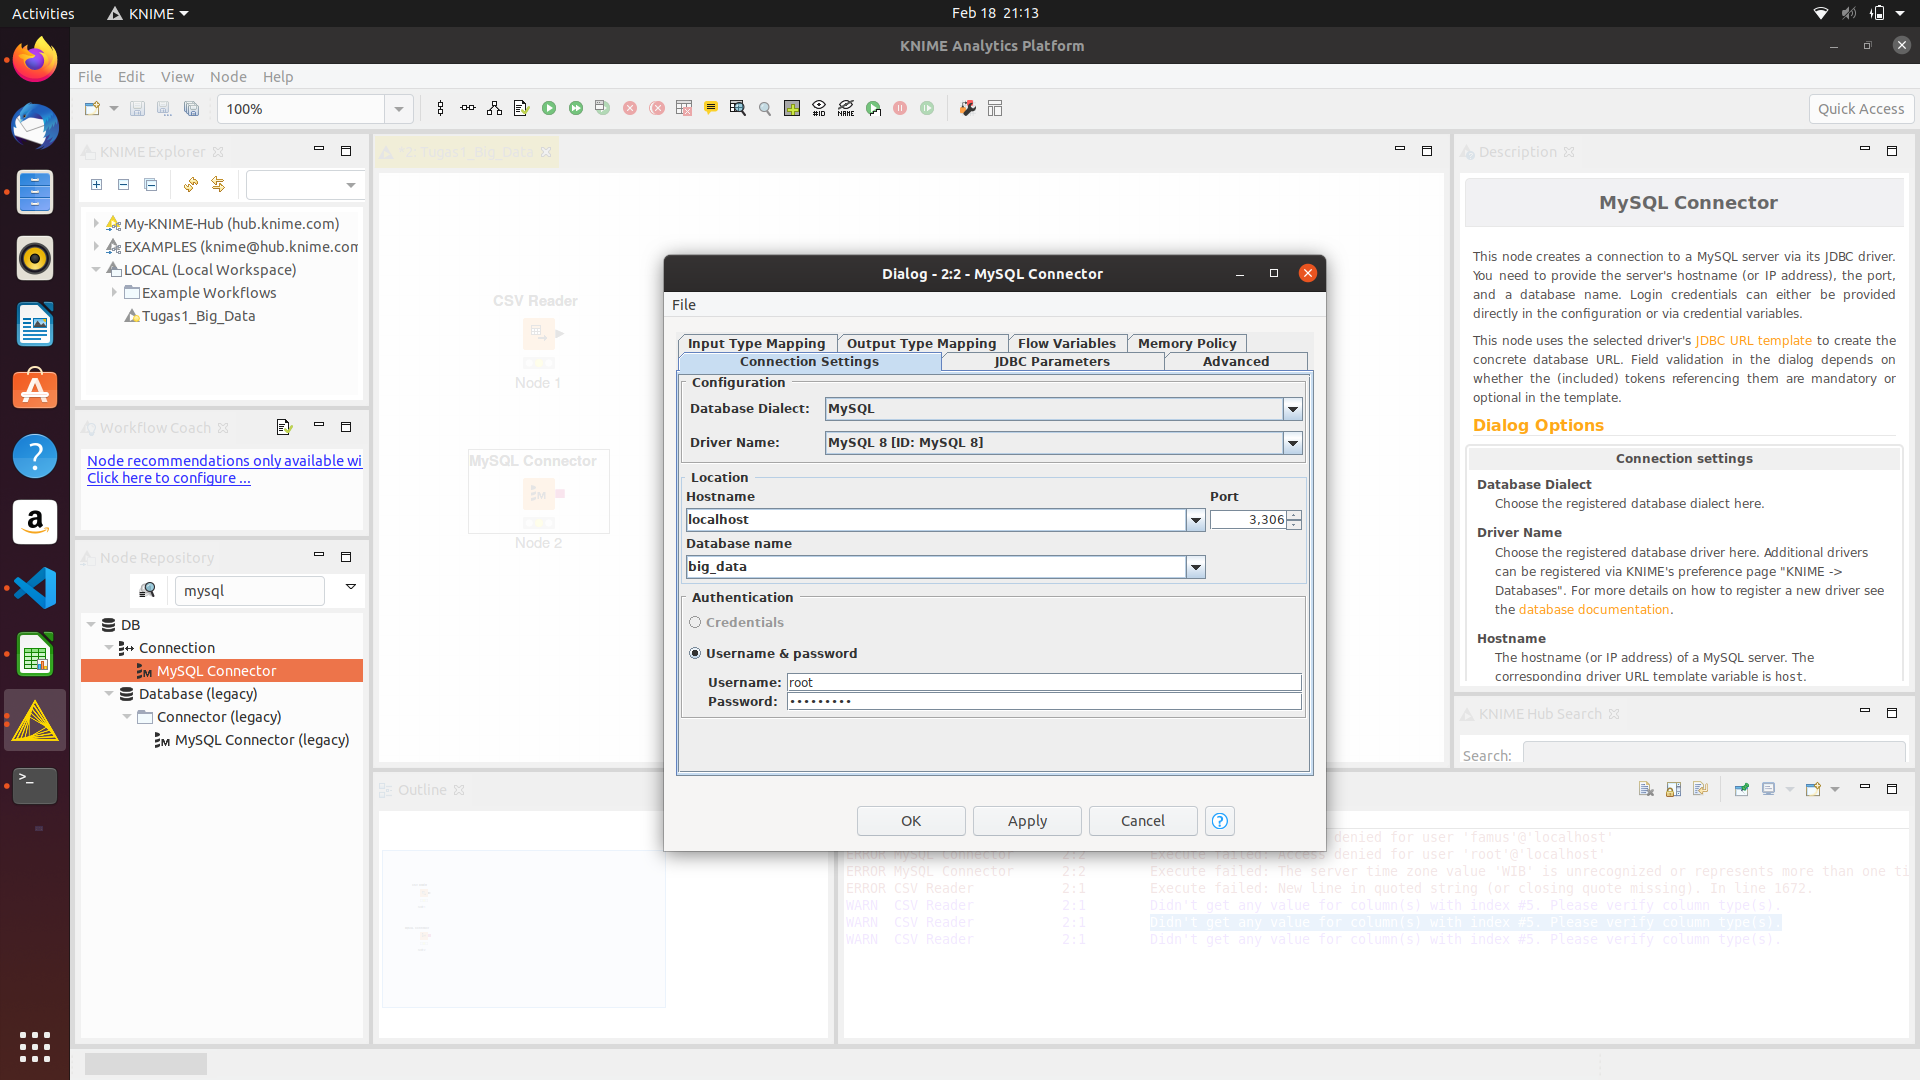 Activities
KNIME
Feb 18 21:13
KNIME Analytics Platform
File Edit View Node Help
100%
Quick Access
KNIME Explorer
My-KNIME-Hub (hub.knime.com)
EXAMPLES (knime@hub.knime.com
LOCAL (Local Workspace)
Example Workflows
Tugas1_Big_Data
Workflow Coach
Node recommendations only available wi
Click here to configure ...
Node Repository
mysql
DB
Connection
MySQL Connector
Database (legacy)
Connector (legacy)
MySQL Connector (legacy)
*2: Tugas1_Big_Data
CSV Reader
Node 1
MySQL Connector
Node 2
Outline
Dialog - 2:2 - MySQL Connector
File
Input Type Mapping Output Type Mapping Flow Variables Memory Policy
Connection Settings JDBC Parameters Advanced
Configuration
Database Dialect: MySQL
Driver Name: MySQL 8 [ID: MySQL 8]
Location
Hostname Port
localhost 3,306
Database name
big_data
Authentication
Credentials
Username & password
Username: root
Password: •••••••••
OK Apply Cancel
Description
MySQL Connector
This node creates a connection to a MySQL server via its JDBC driver.
You need to provide the server's hostname (or IP address), the port,
and a database name. Login credentials can either be provided
directly in the configuration or via credential variables.
This node uses the selected driver's JDBC URL template to create the
concrete database URL. Field validation in the dialog depends on
whether the (included) tokens referencing them are mandatory or
optional in the template.
Dialog Options
Connection settings
Database Dialect
Choose the registered database dialect here.
Driver Name
Choose the registered database driver here. Additional drivers
can be registered via KNIME's preference page "KNIME ->
Databases". For more details on how to register a new driver see
the database documentation.
Hostname
The hostname (or IP address) of a MySQL server. The
corresponding driver URL template variable is host.
KNIME Hub Search
Search:
denied for user 'famus'@'localhost'
ERROR MySQL Connector 2:2 Execute failed: Access denied for user 'root'@'localhost'
ERROR MySQL Connector 2:2 Execute failed: The server time zone value 'WIB' is unrecognized or represents more than one ti
ERROR CSV Reader 2:1 Execute failed: New line in quoted string (or closing quote missing). In line 1672.
WARN CSV Reader 2:1 Didn't get any value for column(s) with index #5. Please verify column type(s).
WARN CSV Reader 2:1 Didn't get any value for column(s) with index #5. Please verify column type(s).
WARN CSV Reader 2:1 Didn't get any value for column(s) with index #5. Please verify column type(s).